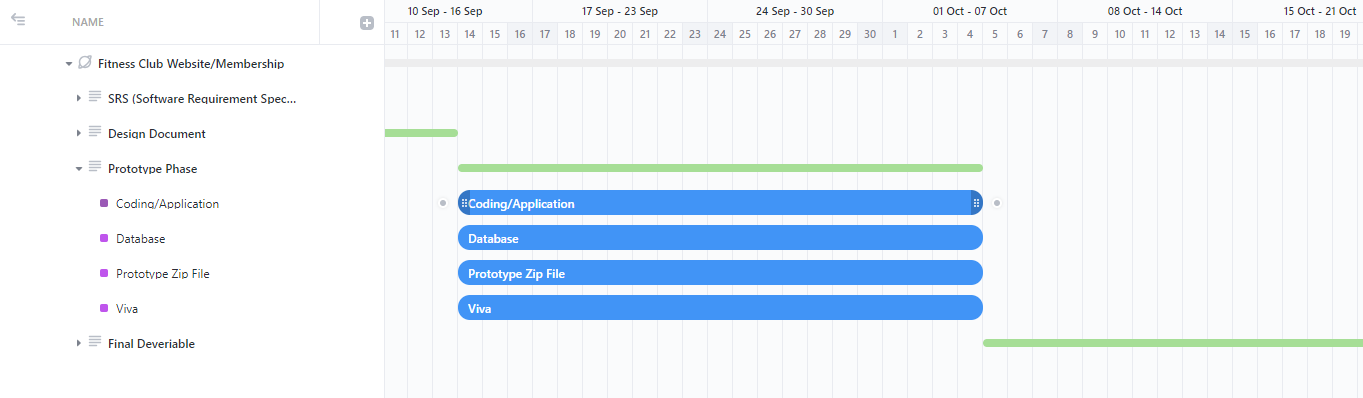 NAME
10 Sep - 16 Sep 17 Sep - 23 Sep 24 Sep - 30 Sep 01 Oct - 07 Oct 08 Oct - 14 Oct 15 Oct - 21 Oct
11 12 13 14 15 16 17 18 19 20 21 22 23 24 25 26 27 28 29 30 1 2 3 4 5 6 7 8 9 10 11 12 13 14 15 16 17 18 19
Fitness Club Website/Membership
SRS (Software Requirement Spec...
Design Document
Prototype Phase
Coding/Application Coding/Application
Database Database
Prototype Zip File Prototype Zip File
Viva Viva
Final Deveriable